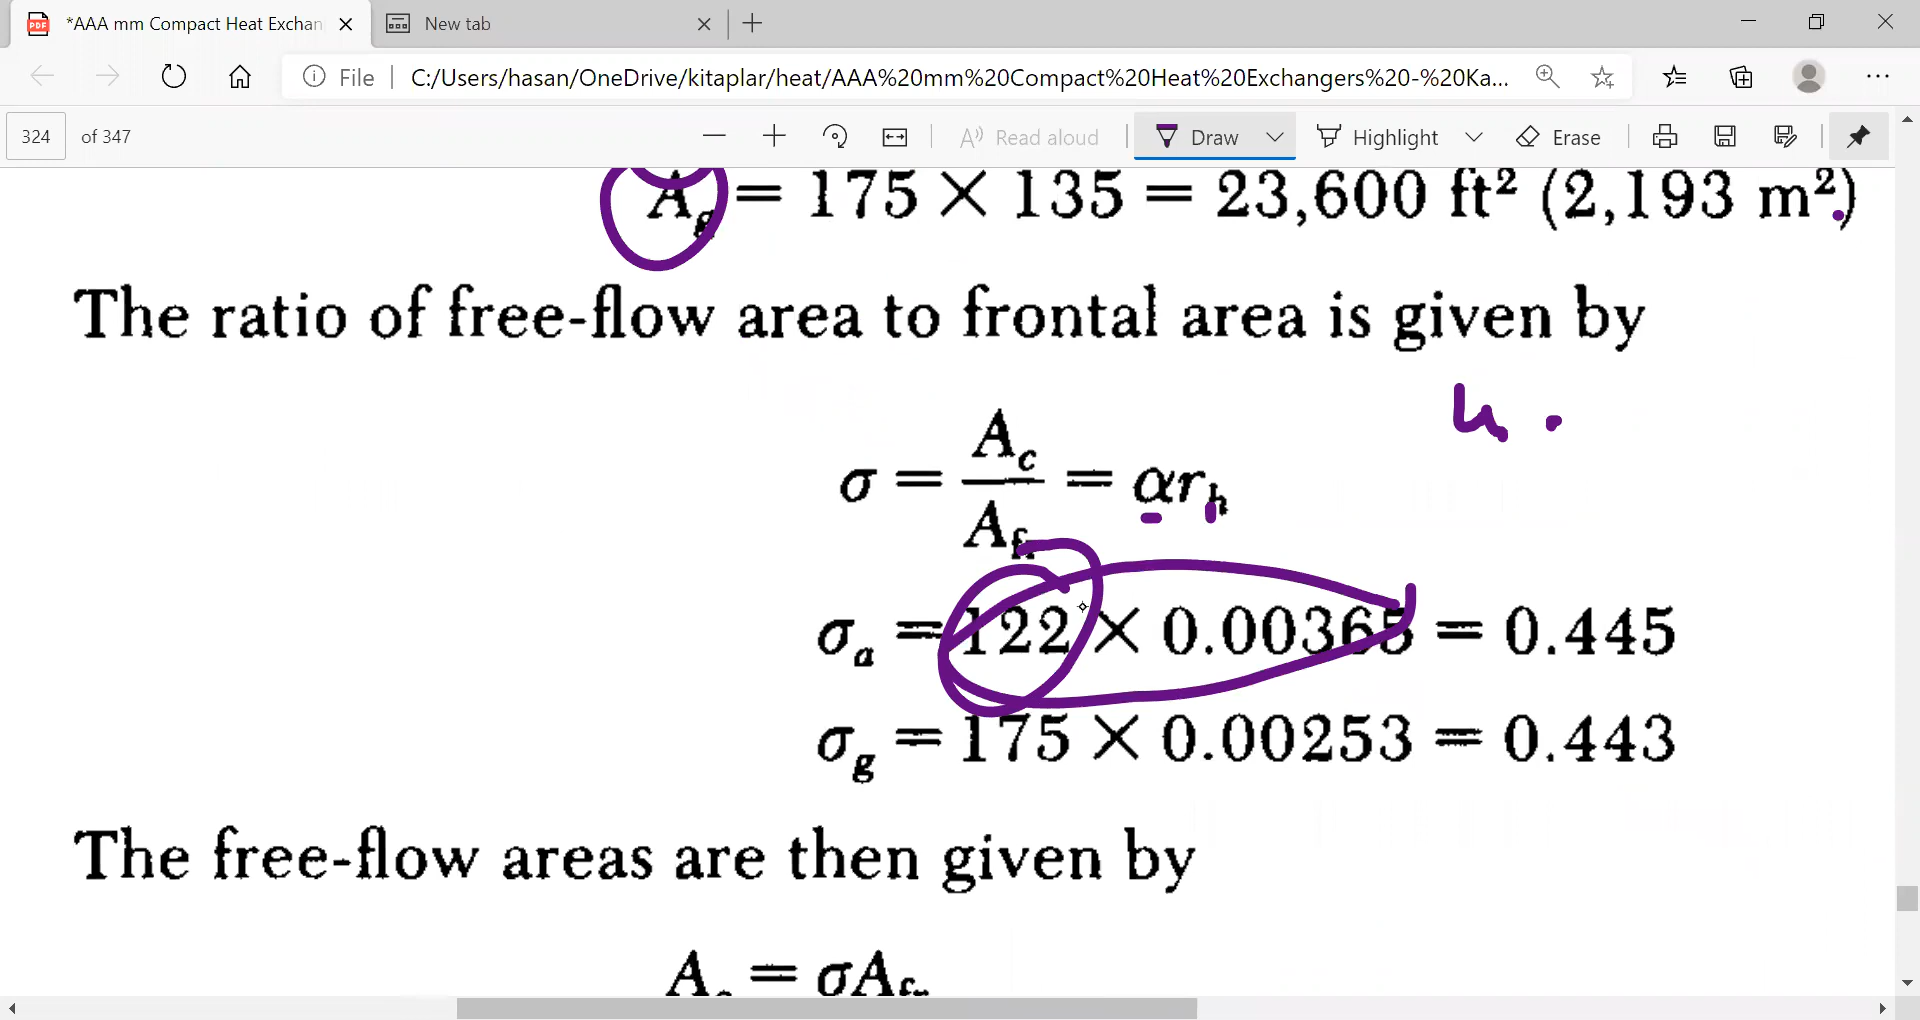 *AAA mm Compact Heat Exchan
New tab
File
C:/Users/hasan/OneDrive/kitaplar/heat/AAA%20mm%20Compact%20Heat%20Exchangers%20-%20Ka...
324 of 347
Read aloud
Draw
Highlight
Erase
A_g = 175 × 135 = 23,600 ft² (2,193 m²)
The ratio of free-flow area to frontal area is given by
σ = A_c / A_fr = αr_h
σ_a = 122 × 0.00365 = 0.445
σ_g = 175 × 0.00253 = 0.443
The free-flow areas are then given by
A_c = σA_fr